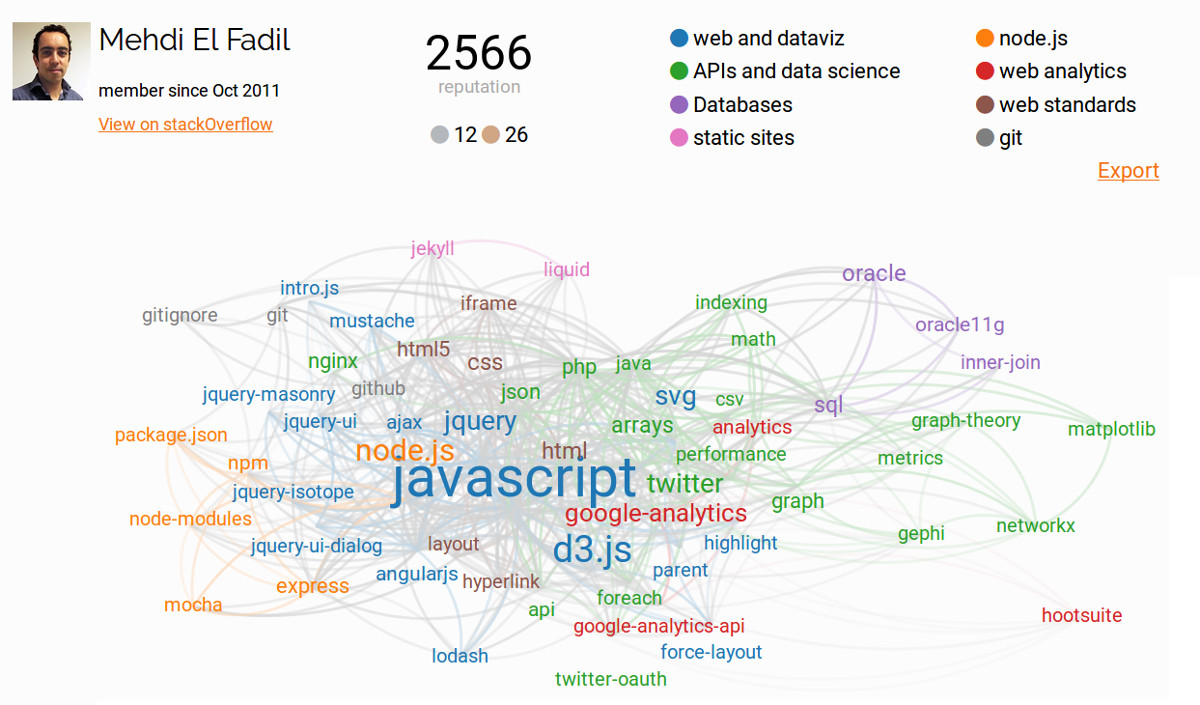 Mehdi El Fadil
member since Oct 2011
View on stackOverflow
2566
reputation
12 26
web and dataviz
APIs and data science
Databases
static sites
node.js
web analytics
web standards
git
Export
jekyll
liquid
oracle
intro.js
iframe
indexing
gitignore
git
mustache
oracle11g
math
html5
nginx
css
php
java
inner-join
github
jquery-masonry
json
svg
csv
sql
jquery-ui
ajax
jquery
arrays
analytics
graph-theory
matplotlib
package.json
node.js
html
performance
metrics
npm
javascript
twitter
jquery-isotope
graph
node-modules
google-analytics
gephi
networkx
jquery-ui-dialog
layout
d3.js
highlight
angularjs
hyperlink
parent
express
foreach
mocha
api
google-analytics-api
hootsuite
lodash
force-layout
twitter-oauth